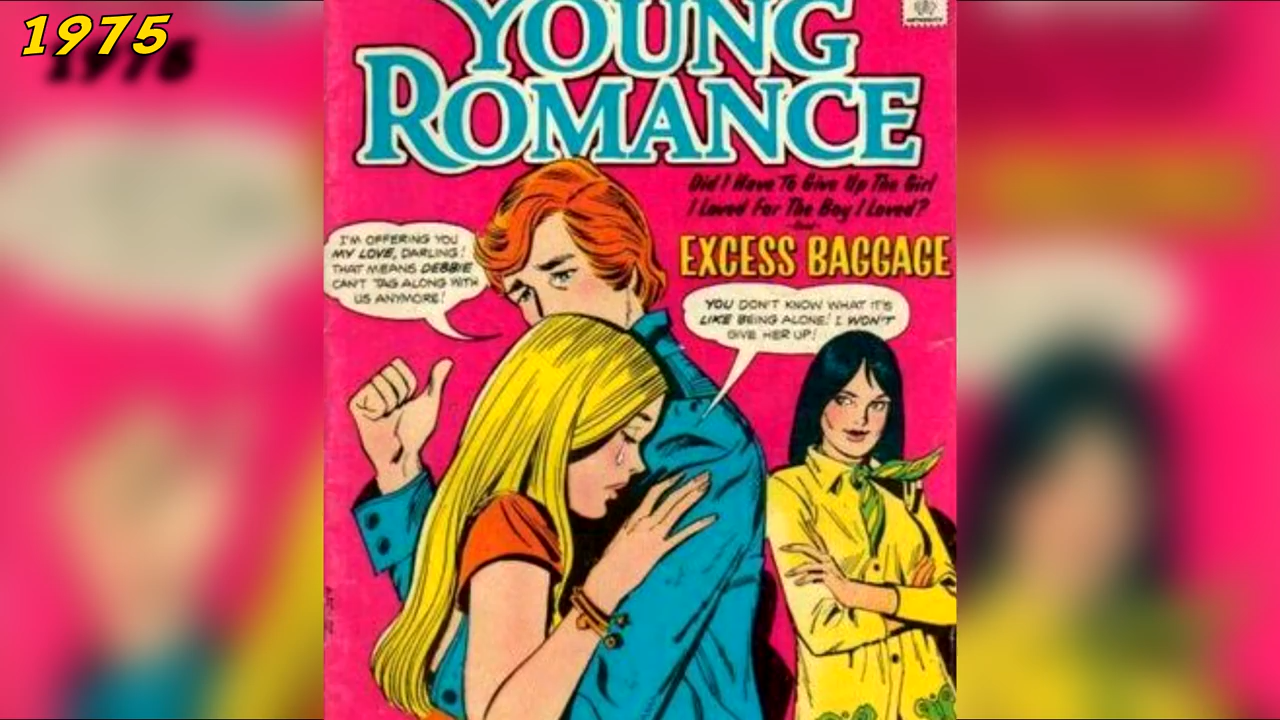 1975
1976
YOUNG
ROMANCE
Did I Have To Give Up The Girl
I Loved For The Boy I Loved?
EXCESS BAGGAGE
I'M OFFERING YOU
MY LOVE, DARLING!
THAT MEANS DEBBIE
CAN'T TAG ALONG WITH
US ANYMORE!
YOU DON'T KNOW WHAT IT'S
LIKE BEING ALONE! I WON'T
GIVE HER UP!